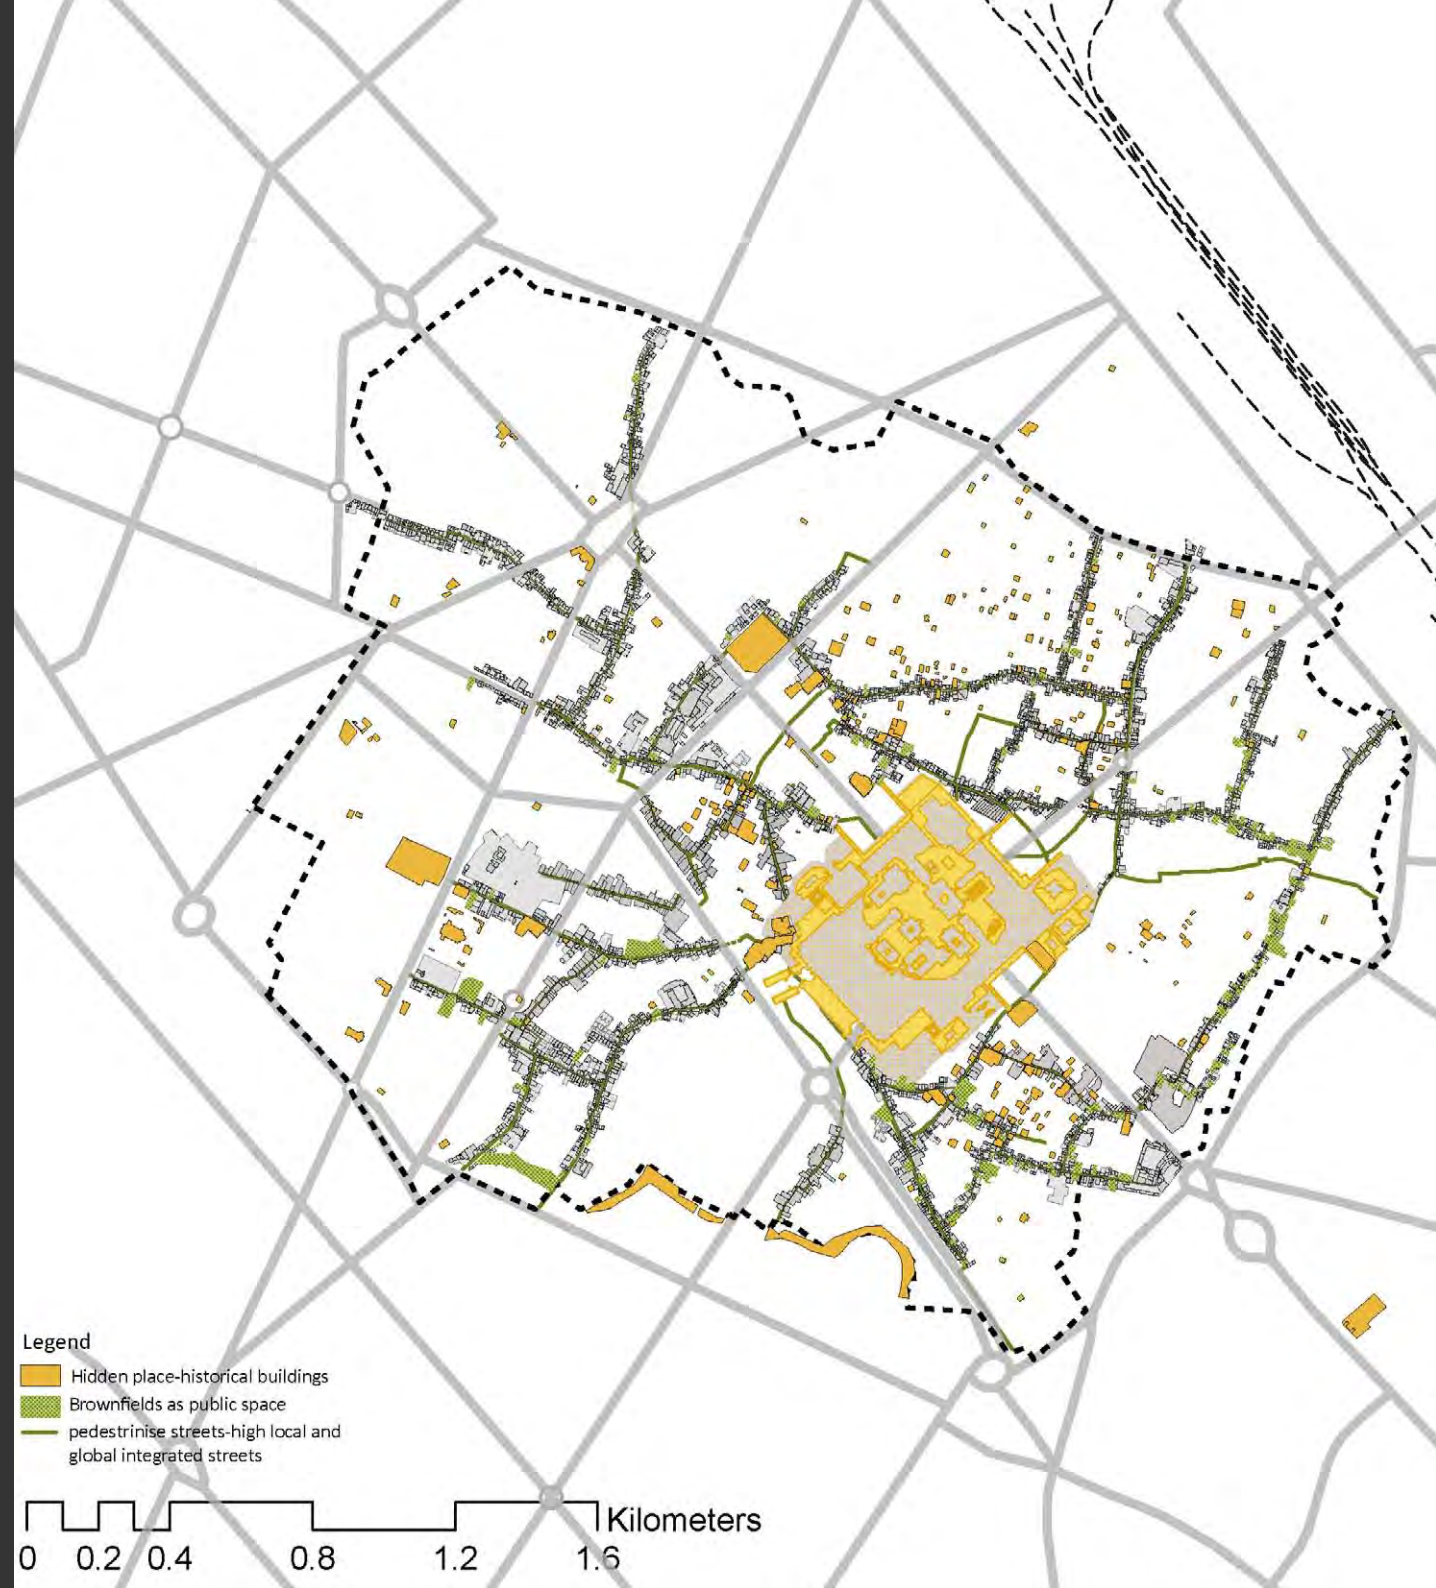 Legend
Hidden place-historical buildings
Brownfields as public space
pedestrinise streets-high local and
global integrated streets
Kilometers
0 0.2 0.4 0.8 1.2 1.6